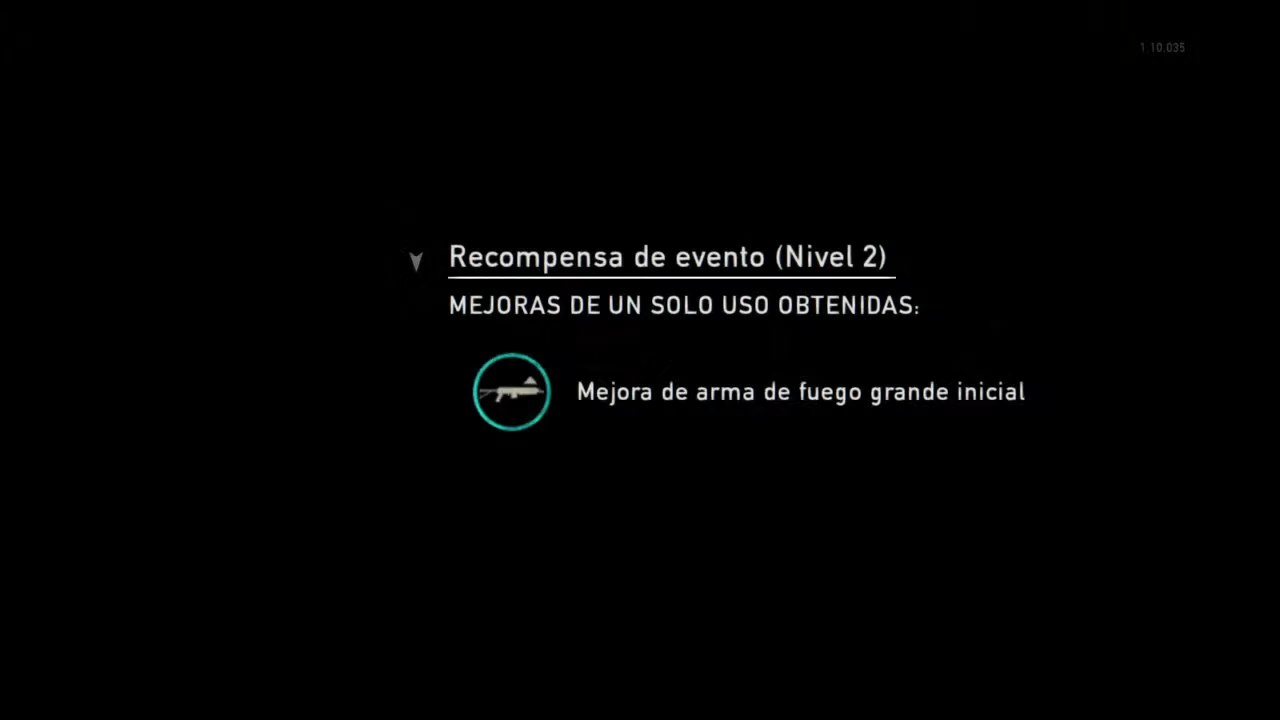 1 10.035
Recompensa de evento (Nivel 2)
MEJORAS DE UN SOLO USO OBTENIDAS:
Mejora de arma de fuego grande inicial